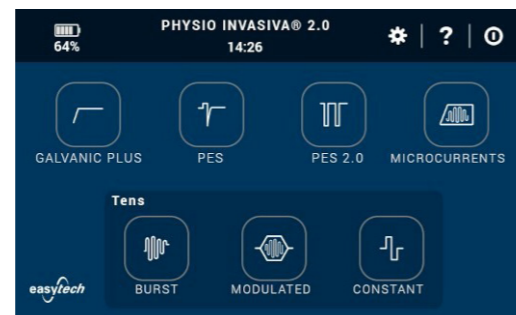 PHYSIO INVASIVA® 2.0
64%
14:26
?
GALVANIC PLUS
PES
PES 2.0
MICROCURRENTS
Tens
BURST
MODULATED
CONSTANT
easytech